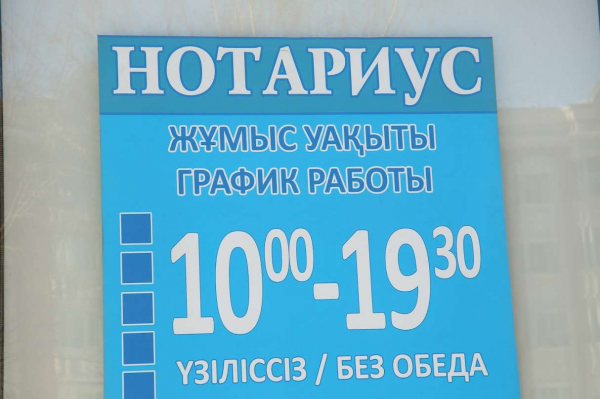 НОТАРИУС
ЖҰМЫС УАҚЫТЫ
ГРАФИК РАБОТЫ
10⁰⁰-19³⁰
ҮЗІЛІССІЗ / БЕЗ ОБЕДА